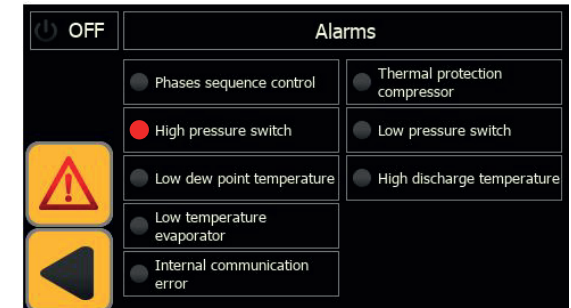 OFF
Alarms
Phases sequence control
Thermal protection
compressor
High pressure switch
Low pressure switch
Low dew point temperature
High discharge temperature
Low temperature
evaporator
Internal communication
error